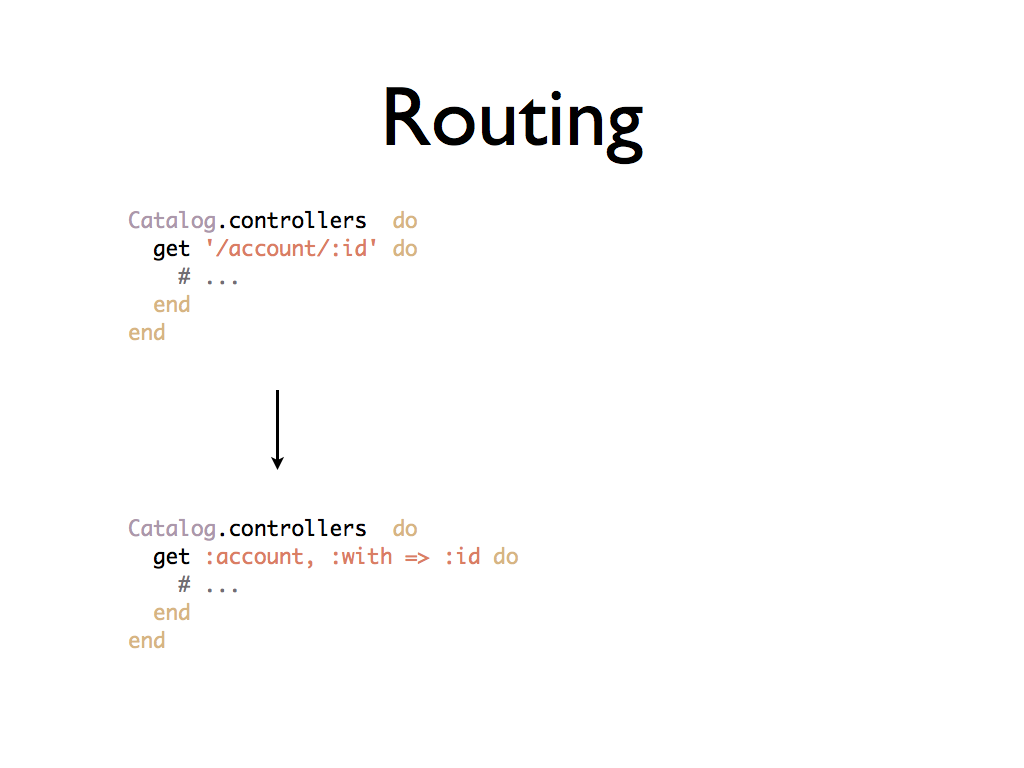 Routing
Catalog.controllers  do
  get '/account/:id' do
    # ...
  end
end
Catalog.controllers  do
  get :account, :with => :id do
    # ...
  end
end